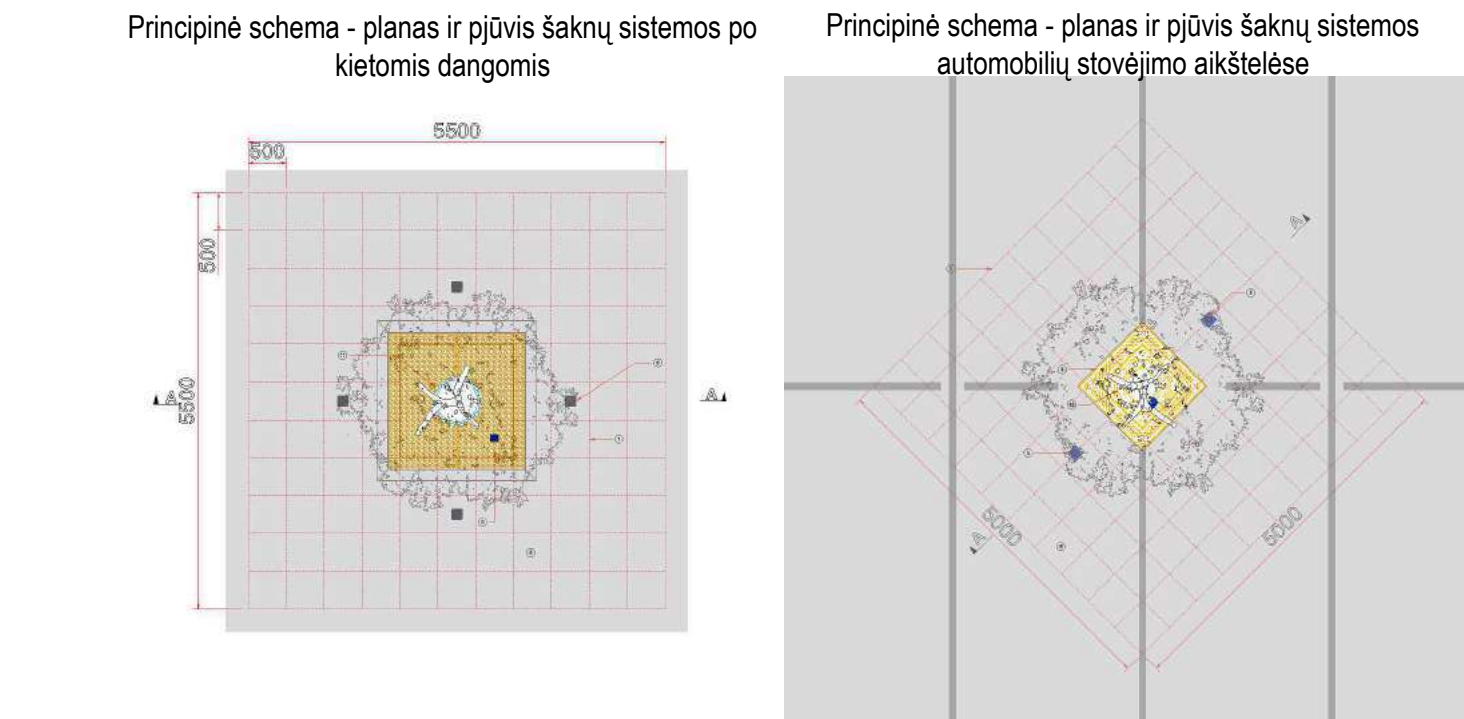 Principinė schema - planas ir pjūvis šaknų sistemos po
kietomis dangomis
5500
500
500
5500
A
Principinė schema - planas ir pjūvis šaknų sistemos
automobilių stovėjimo aikštelėse
A
A
5000
5000